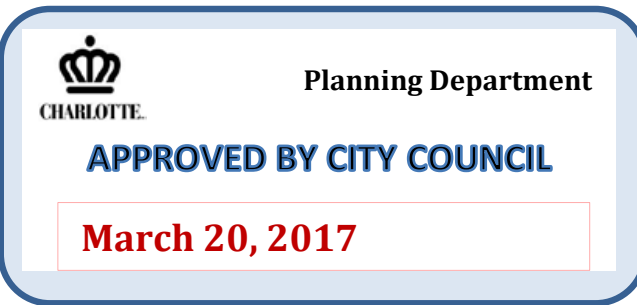 Planning Department
CHARLOTTE.
APPROVED BY CITY COUNCIL
March 20, 2017